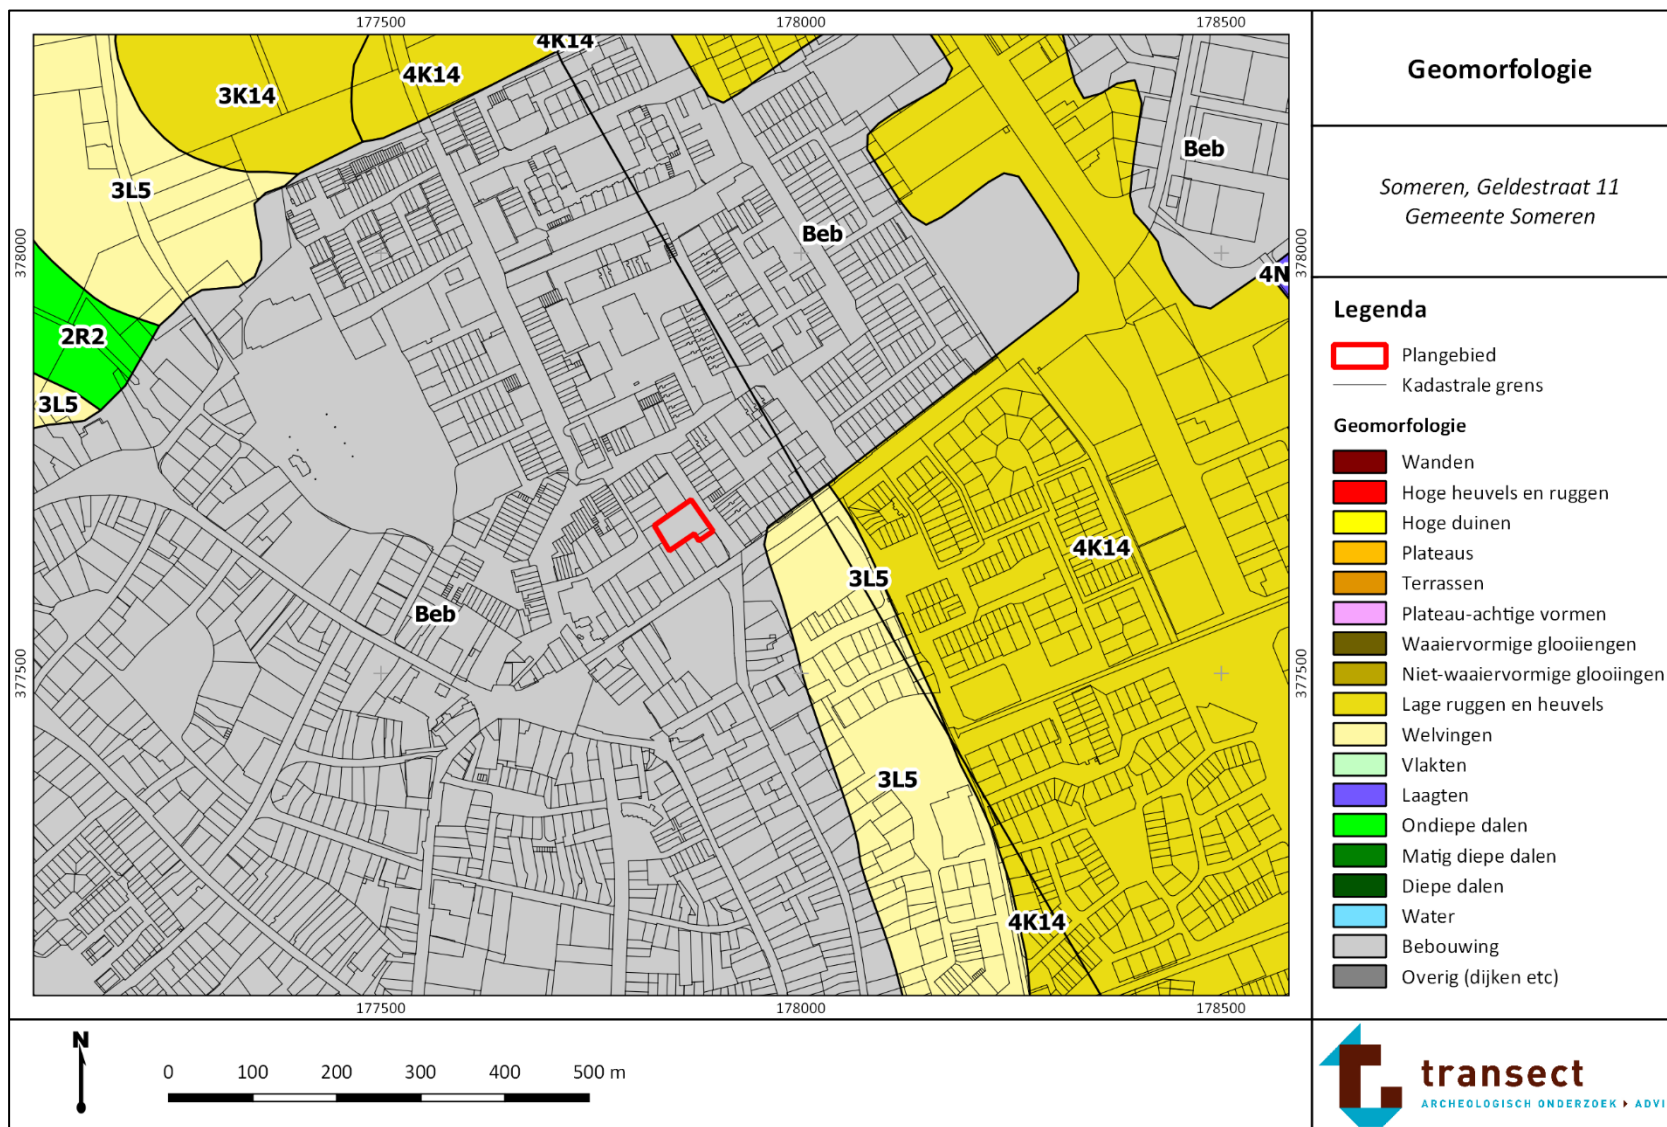 177500
178000
178500
4K14
4K14
3K14
3L5
Beb
Beb
378000
378000
4N
2R2
3L5
4K14
3L5
Beb
377500
377500
3L5
4K14
177500
178000
178500
N
0 100 200 300 400 500 m
Geomorfologie
Someren, Geldestraat 11
Gemeente Someren
Legenda
Plangebied
Kadastrale grens
Geomorfologie
Wanden
Hoge heuvels en ruggen
Hoge duinen
Plateaus
Terrassen
Plateau-achtige vormen
Waaiervormige glooiiengen
Niet-waaiervormige glooiingen
Lage ruggen en heuvels
Welvingen
Vlakten
Laagten
Ondiepe dalen
Matig diepe dalen
Diepe dalen
Water
Bebouwing
Overig (dijken etc)
transect
ARCHEOLOGISCH ONDERZOEK ▸ ADVI